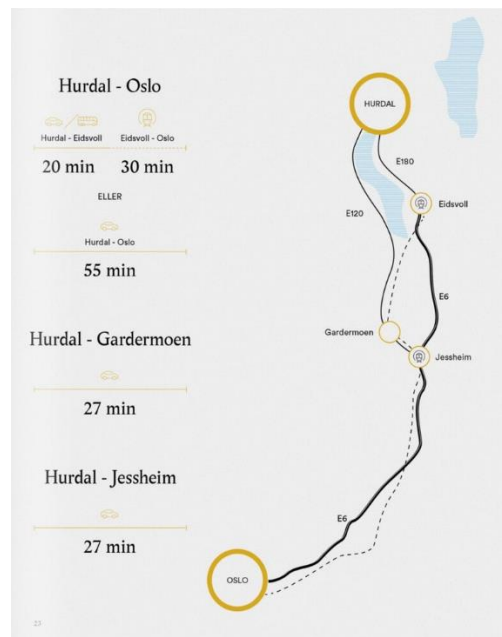 Hurdal - Oslo
Hurdal - Eidsvoll Eidsvoll - Oslo
20 min 30 min
ELLER
Hurdal - Oslo
55 min
Hurdal - Gardermoen
27 min
Hurdal - Jessheim
27 min
HURDAL
E180
Eidsvoll
E120
E6
Gardermoen
Jessheim
E6
OSLO
23